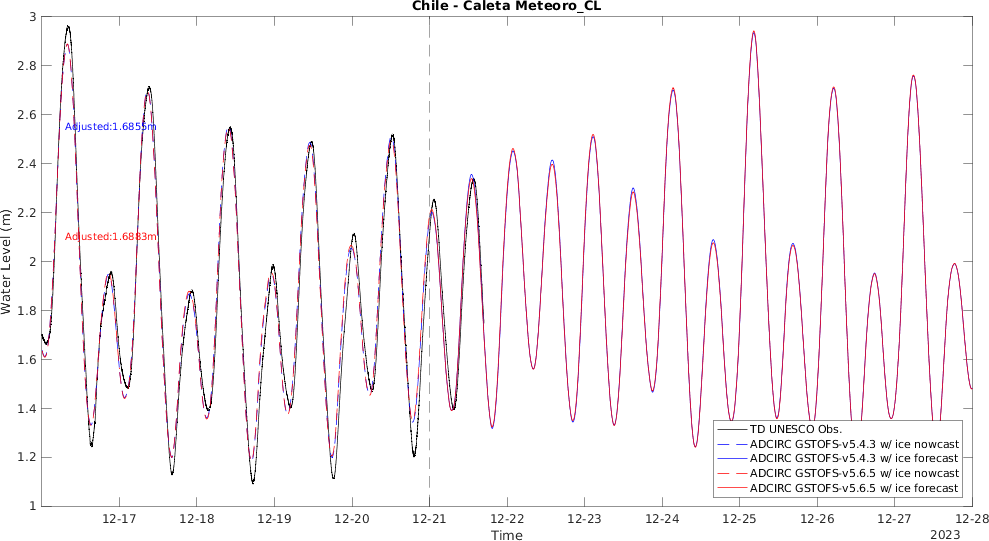 Chile - Caleta Meteoro_CL
3
2.8
2.6
2.4
2.2
2
1.8
1.6
1.4
1.2
1
Water Level (m)
Adjusted:1.6855m
Adjusted:1.6883m
TD UNESCO Obs.
ADCIRC GSTOFS-v5.4.3 w/ ice nowcast
ADCIRC GSTOFS-v5.4.3 w/ ice forecast
ADCIRC GSTOFS-v5.6.5 w/ ice nowcast
ADCIRC GSTOFS-v5.6.5 w/ ice forecast
12-17 12-18 12-19 12-20 12-21 12-22 12-23 12-24 12-25 12-26 12-27 12-28
Time
2023